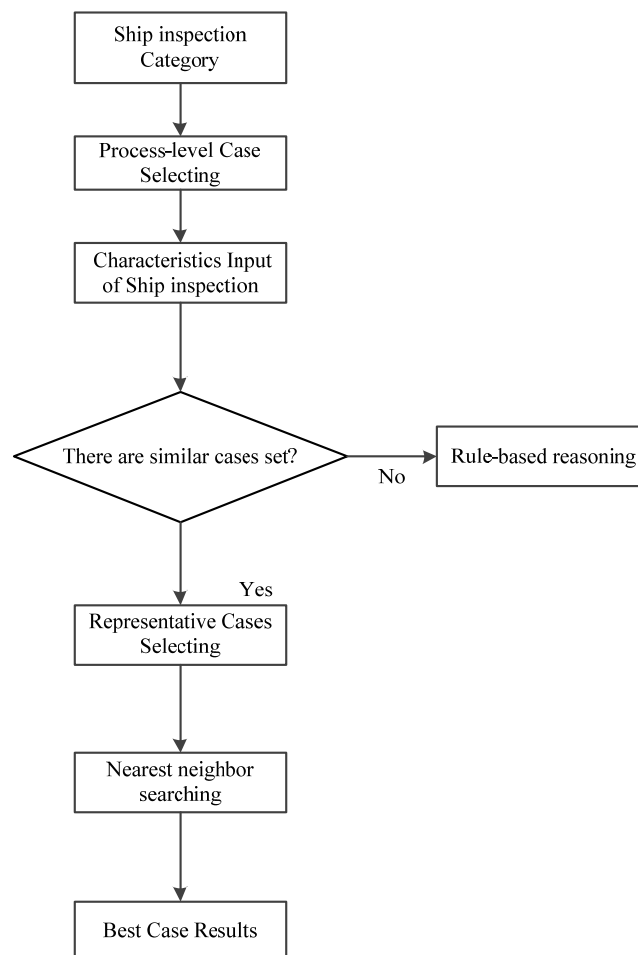 Ship inspection
Category
Process-level Case
Selecting
Characteristics Input
of Ship inspection
There are similar cases set?
No
Rule-based reasoning
Yes
Representative Cases
Selecting
Nearest neighbor
searching
Best Case Results